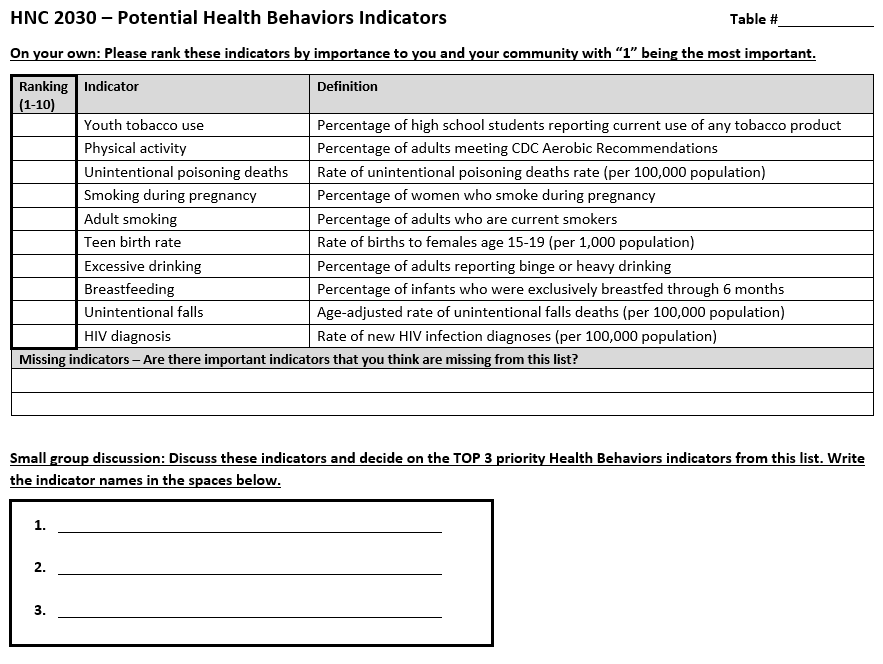 HNC 2030 – Potential Health Behaviors Indicators Table #____________
On your own: Please rank these indicators by importance to you and your community with “1” being the most important.
Ranking (1-10) Indicator Definition
Youth tobacco use Percentage of high school students reporting current use of any tobacco product
Physical activity Percentage of adults meeting CDC Aerobic Recommendations
Unintentional poisoning deaths Rate of unintentional poisoning deaths rate (per 100,000 population)
Smoking during pregnancy Percentage of women who smoke during pregnancy
Adult smoking Percentage of adults who are current smokers
Teen birth rate Rate of births to females age 15-19 (per 1,000 population)
Excessive drinking Percentage of adults reporting binge or heavy drinking
Breastfeeding Percentage of infants who were exclusively breastfed through 6 months
Unintentional falls Age-adjusted rate of unintentional falls deaths (per 100,000 population)
HIV diagnosis Rate of new HIV infection diagnoses (per 100,000 population)
Missing indicators – Are there important indicators that you think are missing from this list?
Small group discussion: Discuss these indicators and decide on the TOP 3 priority Health Behaviors indicators from this list. Write
the indicator names in the spaces below.
1. ____________
2. ____________
3. ____________